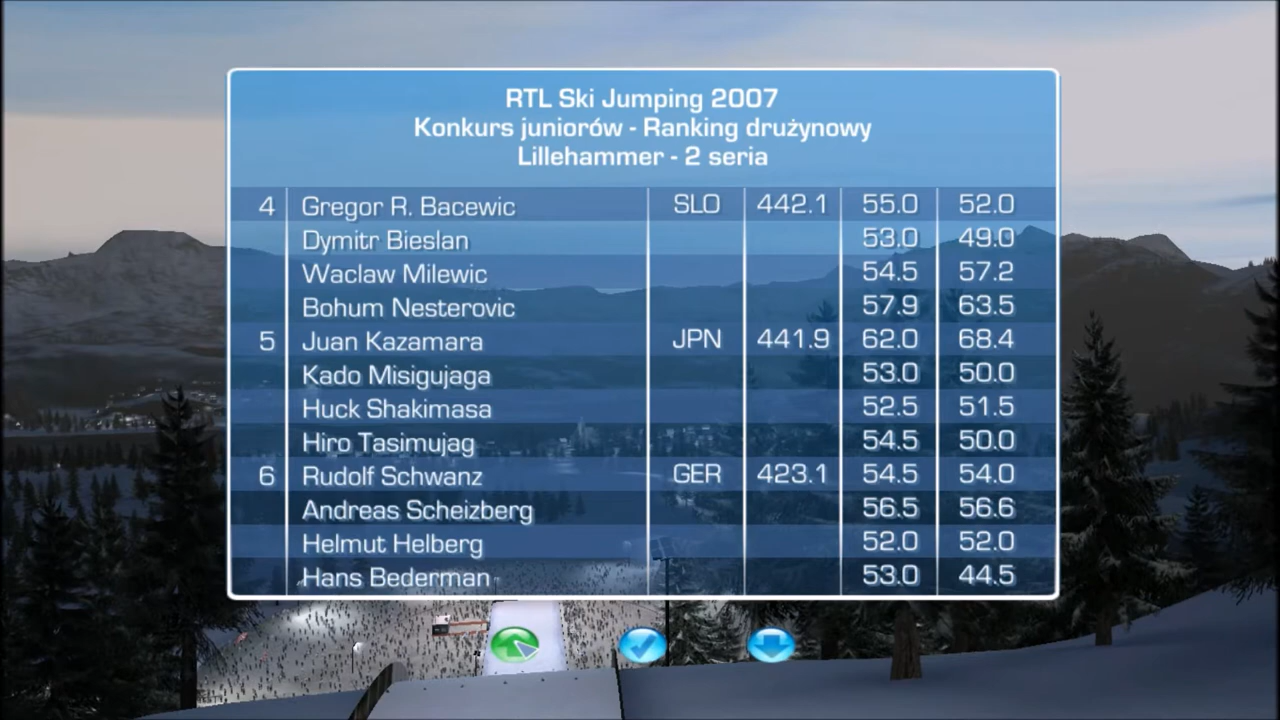 RTL Ski Jumping 2007
Konkurs juniorów - Ranking drużynowy
Lillehammer - 2 seria
4 Gregor R. Bacewic SLO 442.1 55.0 52.0
Dymitr Bieslan 53.0 49.0
Waclaw Milewic 54.5 57.2
Bohum Nesterovic 57.9 63.5
5 Juan Kazamara JPN 441.9 62.0 68.4
Kado Misigujaga 53.0 50.0
Huck Shakimasa 52.5 51.5
Hiro Tasimujag 54.5 50.0
6 Rudolf Schwanz GER 423.1 54.5 54.0
Andreas Scheizberg 56.5 56.6
Helmut Helberg 52.0 52.0
Hans Bederman 53.0 44.5